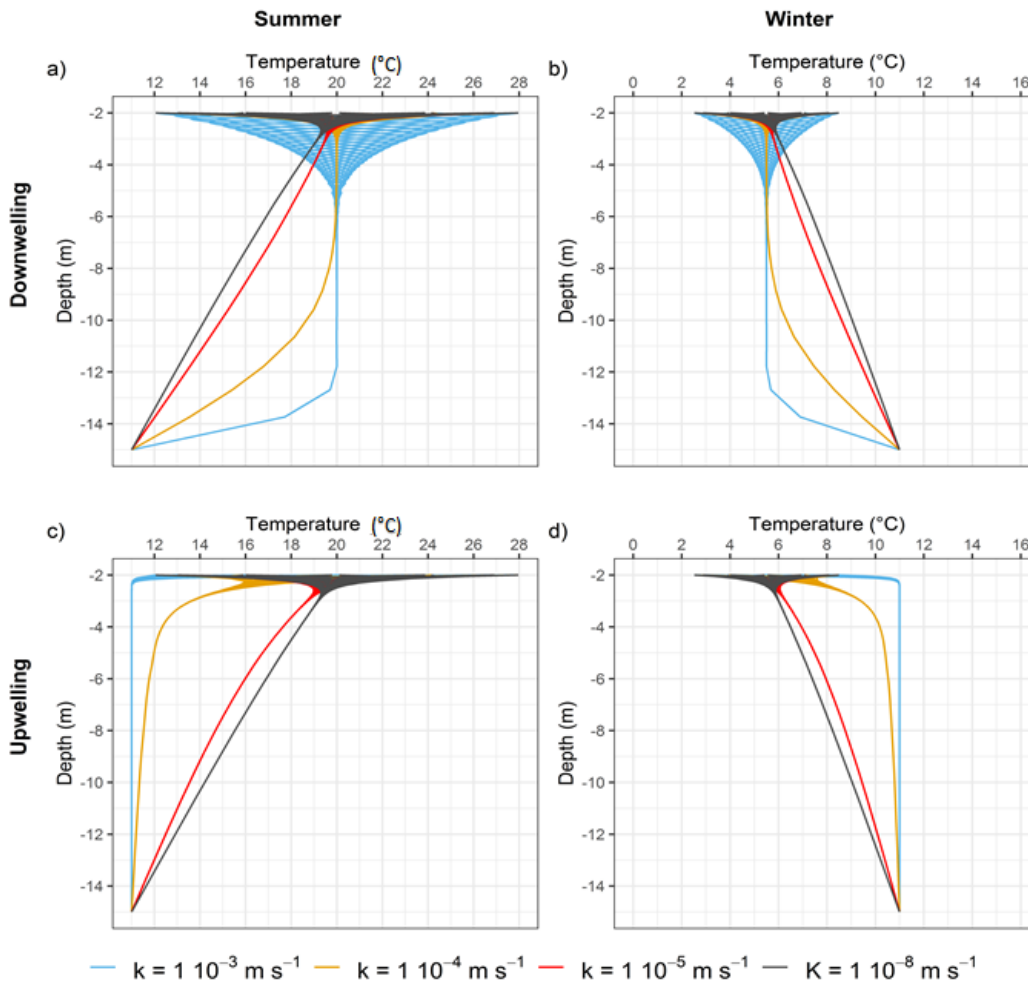 Summer Winter
a) Temperature (°C) b) Temperature (°C)
12 14 16 18 20 22 24 26 28 0 2 4 6 8 10 12 14 16
-2 -2
-4 -4
-6 -6
Downwelling Depth (m) -8 Depth (m) -8
-10 -10
-12 -12
-14 -14
c) Temperature (°C) d) Temperature (°C)
12 14 16 18 20 22 24 26 28 0 2 4 6 8 10 12 14 16
-2 -2
-4 -4
-6 -6
Upwelling Depth (m) -8 Depth (m) -8
-10 -10
-12 -12
-14 -14
k = 1 10⁻³ m s⁻¹ k = 1 10⁻⁴ m s⁻¹ k = 1 10⁻⁵ m s⁻¹ K = 1 10⁻⁸ m s⁻¹